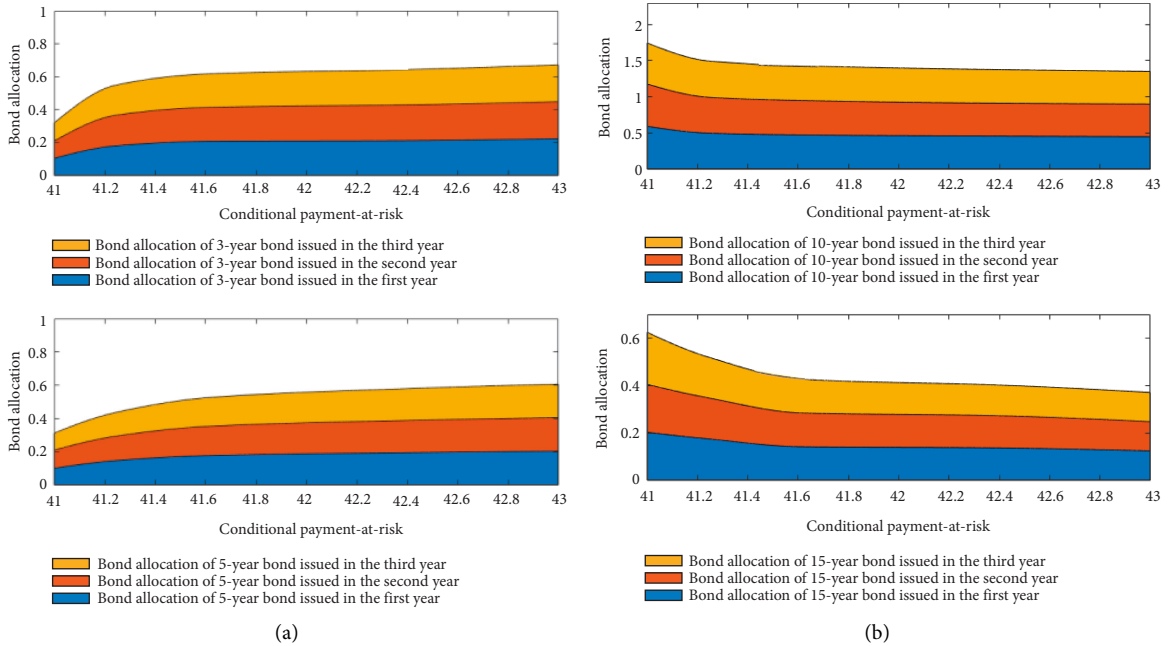 1
0.8
0.6
0.4
0.2
0
Bond allocation
41 41.2 41.4 41.6 41.8 42 42.2 42.4 42.6 42.8 43
Conditional payment-at-risk
Bond allocation of 3-year bond issued in the third year
Bond allocation of 3-year bond issued in the second year
Bond allocation of 3-year bond issued in the first year
1
0.8
0.6
0.4
0.2
0
Bond allocation
41 41.2 41.4 41.6 41.8 42 42.2 42.4 42.6 42.8 43
Conditional payment-at-risk
Bond allocation of 5-year bond issued in the third year
Bond allocation of 5-year bond issued in the second year
Bond allocation of 5-year bond issued in the first year
(a)
2
1.5
1
0.5
0
Bond allocation
41 41.2 41.4 41.6 41.8 42 42.2 42.4 42.6 42.8 43
Conditional payment-at-risk
Bond allocation of 10-year bond issued in the third year
Bond allocation of 10-year bond issued in the second year
Bond allocation of 10-year bond issued in the first year
0.6
0.4
0.2
0
Bond allocation
41 41.2 41.4 41.6 41.8 42 42.2 42.4 42.6 42.8 43
Conditional payment-at-risk
Bond allocation of 15-year bond issued in the third year
Bond allocation of 15-year bond issued in the second year
Bond allocation of 15-year bond issued in the first year
(b)